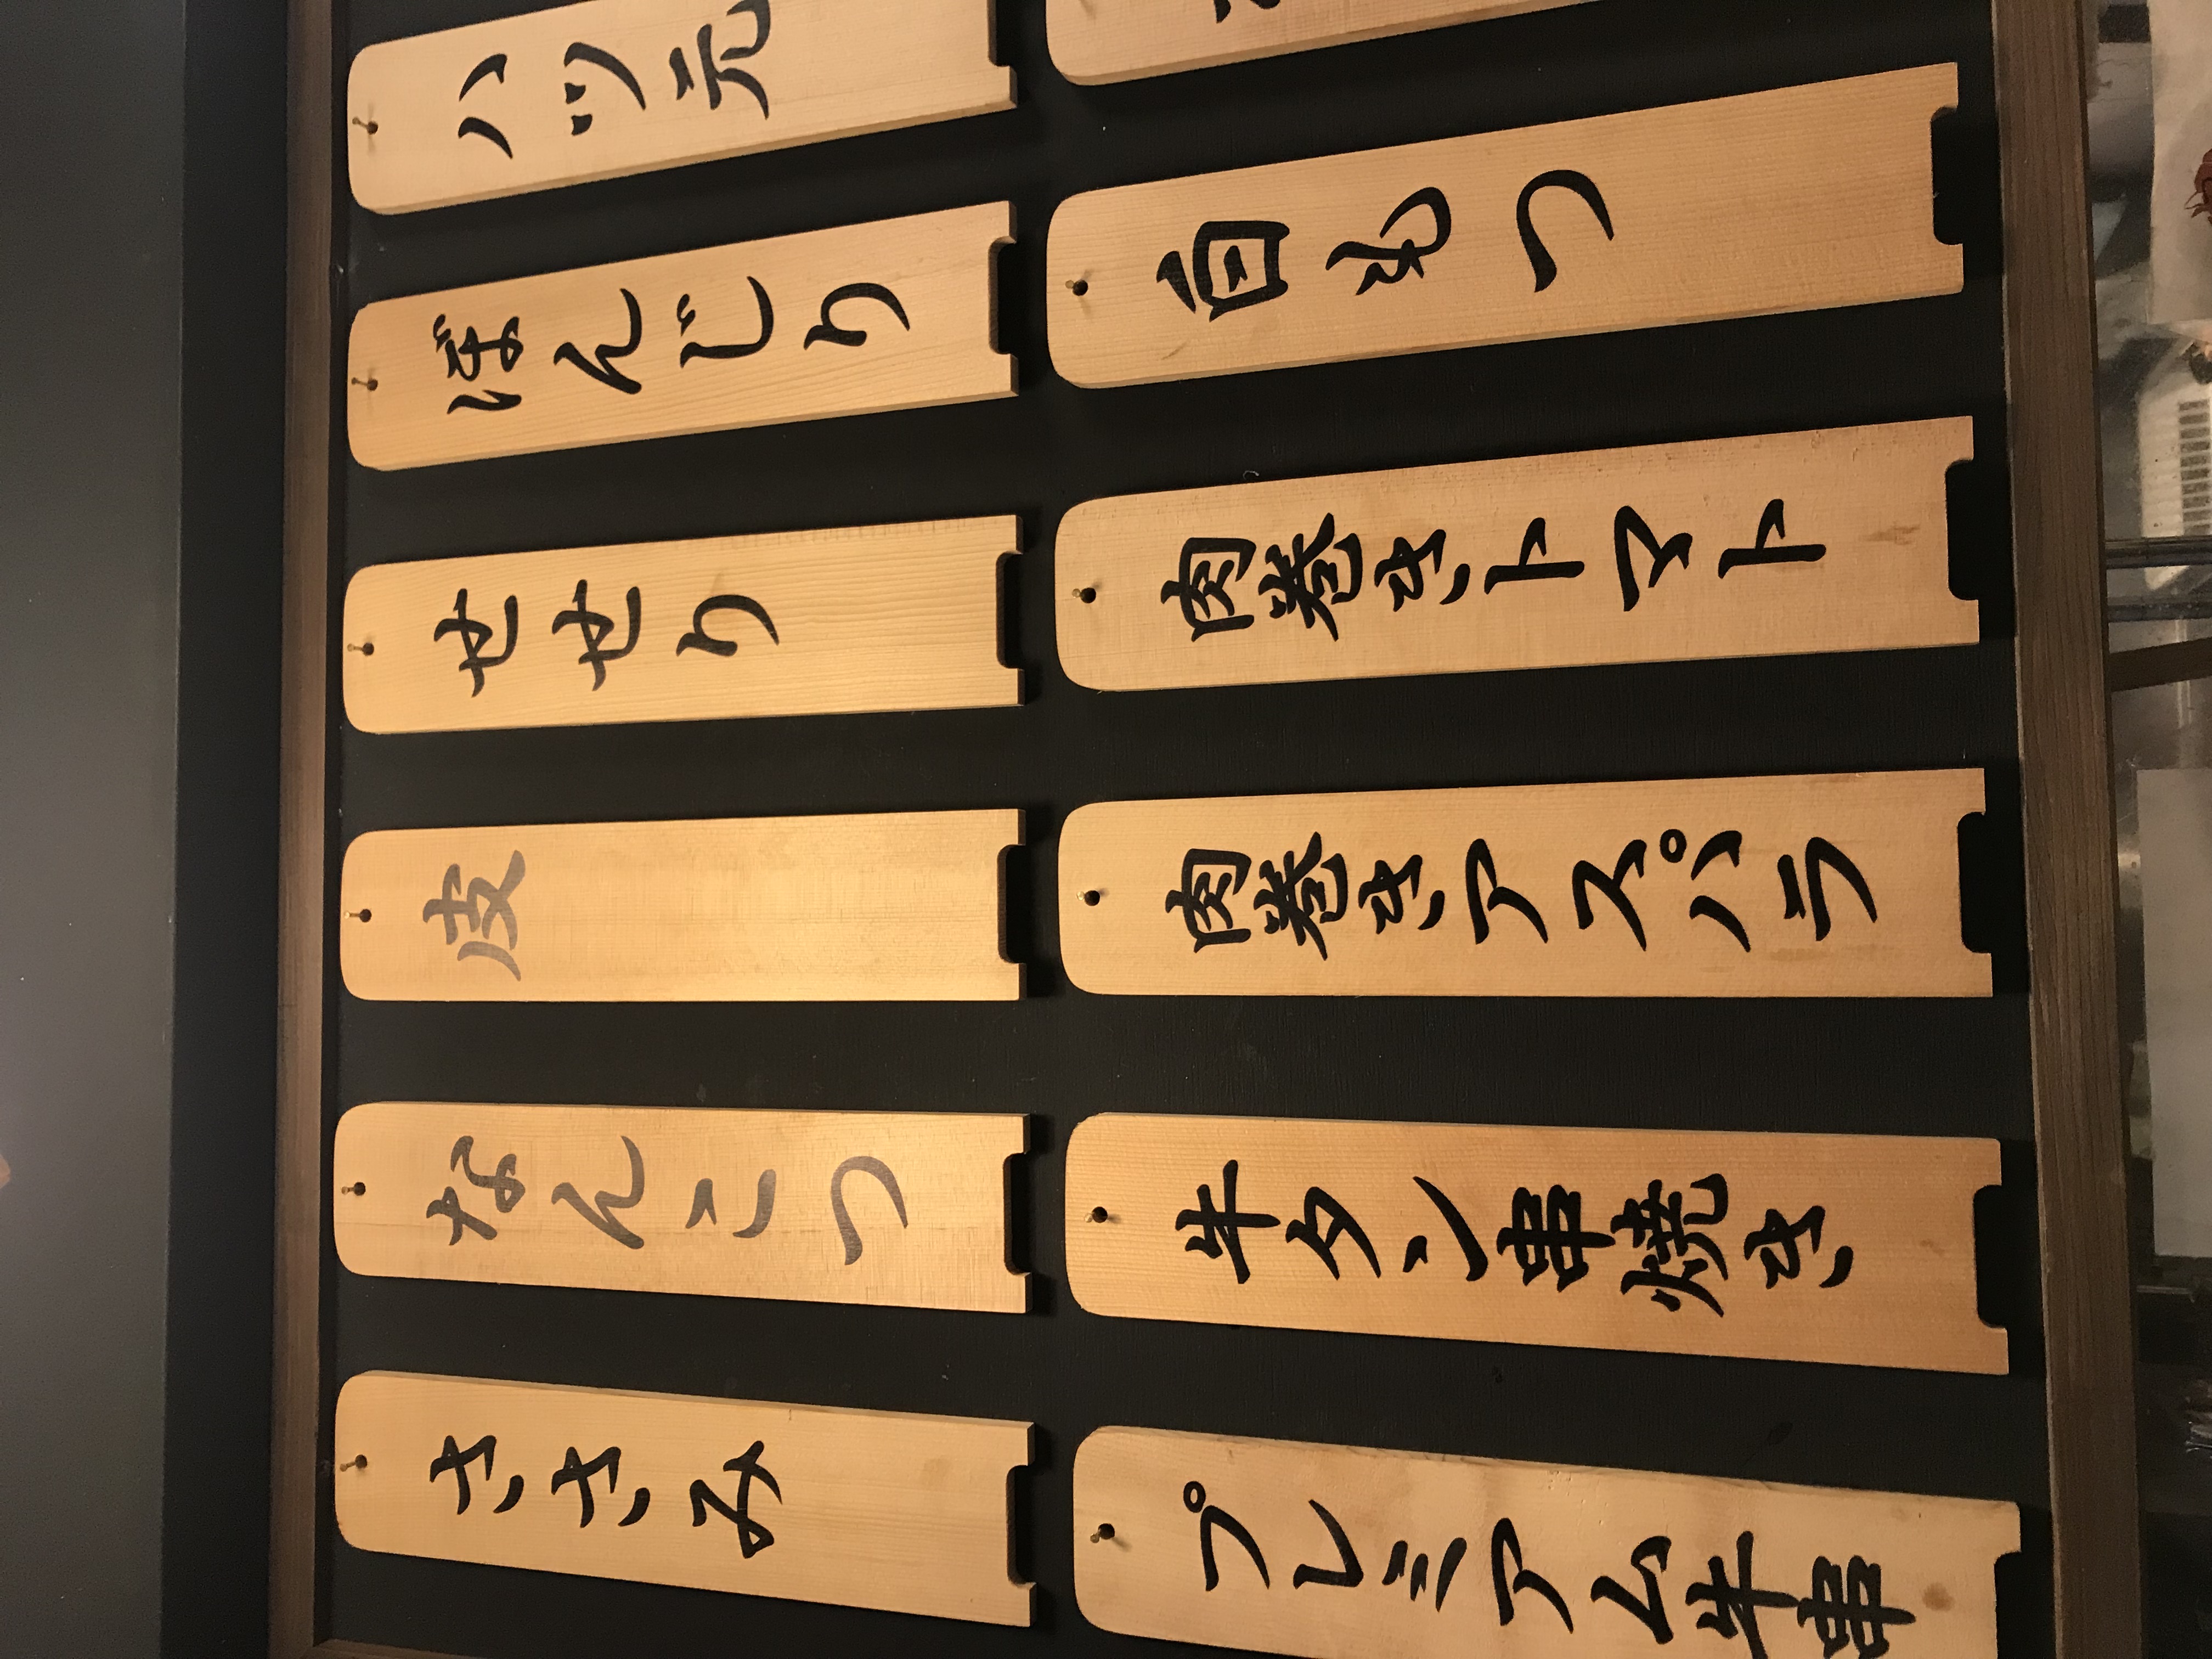 ささみ
なんこつ
皮
せせり
ぼんじり
ハツ元
プレミアム牛串
牛タン串焼き
肉巻きアスパラ
肉巻きトマト
白もつ